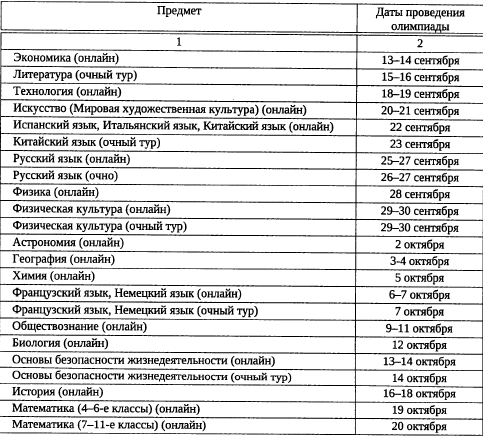 Предмет Даты проведения
олимпиады
1 2
Экономика (онлайн) 13–14 сентября
Литература (очный тур) 15–16 сентября
Технология (онлайн) 18–19 сентября
Искусство (Мировая художественная культура) (онлайн) 20–21 сентября
Испанский язык, Итальянский язык, Китайский язык (онлайн) 22 сентября
Китайский язык (очный тур) 23 сентября
Русский язык (онлайн) 25–27 сентября
Русский язык (очно) 26–27 сентября
Физика (онлайн) 28 сентября
Физическая культура (онлайн) 29–30 сентября
Физическая культура (очный тур) 29–30 сентября
Астрономия (онлайн) 2 октября
География (онлайн) 3-4 октября
Химия (онлайн) 5 октября
Французский язык, Немецкий язык (онлайн) 6–7 октября
Французский язык, Немецкий язык (очный тур) 7 октября
Обществознание (онлайн) 9–11 октября
Биология (онлайн) 12 октября
Основы безопасности жизнедеятельности (онлайн) 13–14 октября
Основы безопасности жизнедеятельности (очный тур) 14 октября
История (онлайн) 16–18 октября
Математика (4–6-е классы) (онлайн) 19 октября
Математика (7–11-е классы) (онлайн) 20 октября